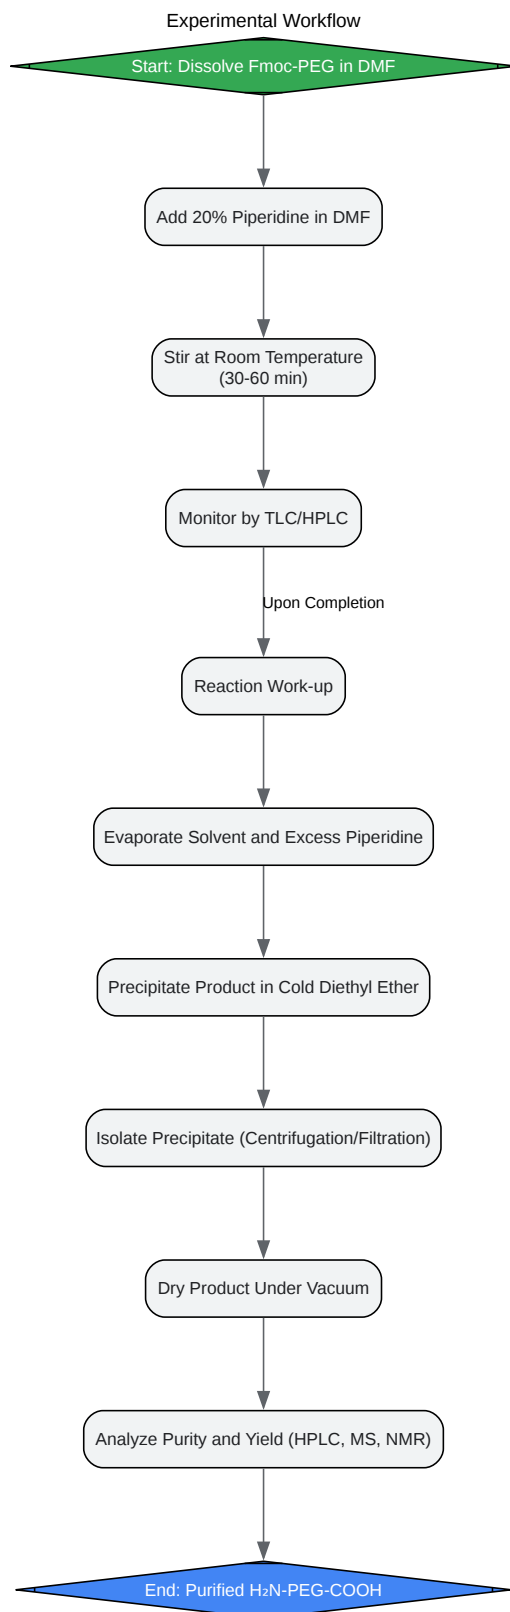 Experimental Workflow
Start: Dissolve Fmoc-PEG in DMF
Add 20% Piperidine in DMF
Stir at Room Temperature
(30-60 min)
Monitor by TLC/HPLC
Upon Completion
Reaction Work-up
Evaporate Solvent and Excess Piperidine
Precipitate Product in Cold Diethyl Ether
Isolate Precipitate (Centrifugation/Filtration)
Dry Product Under Vacuum
Analyze Purity and Yield (HPLC, MS, NMR)
End: Purified H₂N-PEG-COOH